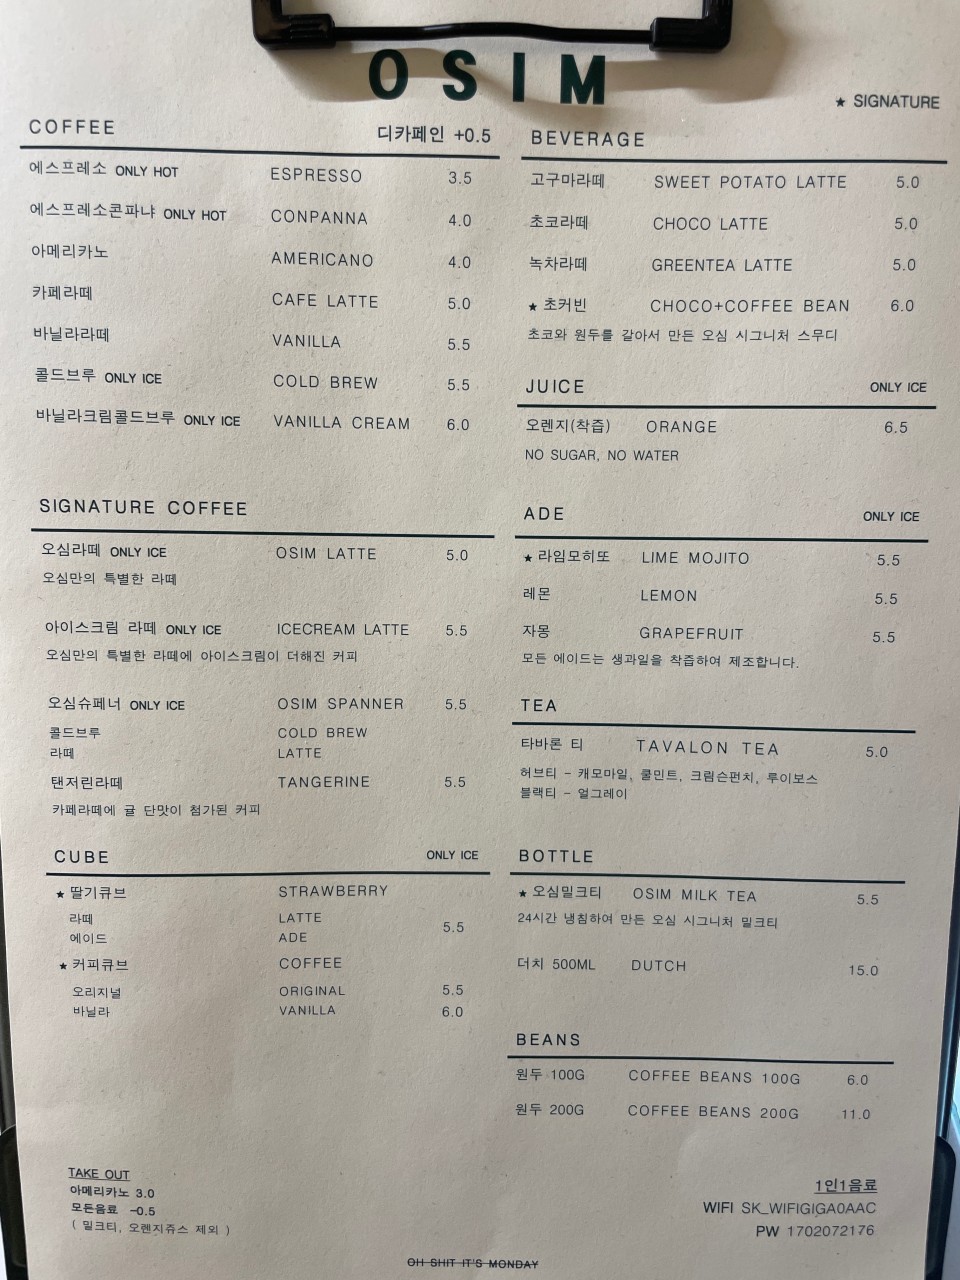 OSIM
★ SIGNATURE
COFFEE 디카페인 +0.5
에스프레소 ONLY HOT ESPRESSO 3.5
에스프레소콘파냐 ONLY HOT CONPANNA 4.0
아메리카노 AMERICANO 4.0
카페라떼 CAFE LATTE 5.0
바닐라라떼 VANILLA 5.5
콜드브루 ONLY ICE COLD BREW 5.5
바닐라크림콜드브루 ONLY ICE VANILLA CREAM 6.0
SIGNATURE COFFEE
오심라떼 ONLY ICE OSIM LATTE 5.0
오심만의 특별한 라떼
아이스크림 라떼 ONLY ICE ICECREAM LATTE 5.5
오심만의 특별한 라떼에 아이스크림이 더해진 커피
오심슈페너 ONLY ICE OSIM SPANNER 5.5
콜드브루 COLD BREW
라떼 LATTE
탠저린라떼 TANGERINE 5.5
카페라떼에 귤 단맛이 첨가된 커피
CUBE ONLY ICE
★ 딸기큐브 STRAWBERRY
라떼 LATTE
5.5
에이드 ADE
★ 커피큐브 COFFEE
오리지널 ORIGINAL 5.5
바닐라 VANILLA 6.0
TAKE OUT
아메리카노 3.0
모든음료 -0.5
( 밀크티, 오렌지쥬스 제외 )
BEVERAGE
고구마라떼 SWEET POTATO LATTE 5.0
초코라떼 CHOCO LATTE 5.0
녹차라떼 GREENTEA LATTE 5.0
★ 초커빈 CHOCO+COFFEE BEAN 6.0
초코와 원두를 갈아서 만든 오심 시그니처 스무디
JUICE ONLY ICE
오렌지(착즙) ORANGE 6.5
NO SUGAR, NO WATER
ADE ONLY ICE
★ 라임모히또 LIME MOJITO 5.5
레몬 LEMON 5.5
자몽 GRAPEFRUIT 5.5
모든 에이드는 생과일을 착즙하여 제조합니다.
TEA
타바론 티 TAVALON TEA 5.0
허브티 - 캐모마일, 쿨민트, 크림슨펀치, 루이보스
블랙티 - 얼그레이
BOTTLE
★ 오심밀크티 OSIM MILK TEA 5.5
24시간 냉침하여 만든 오심 시그니처 밀크티
더치 500ML DUTCH 15.0
BEANS
원두 100G COFFEE BEANS 100G 6.0
원두 200G COFFEE BEANS 200G 11.0
1인1음료
WIFI SK_WIFIGIGA0AAC
PW 1702072176
OH SHIT IT'S MONDAY